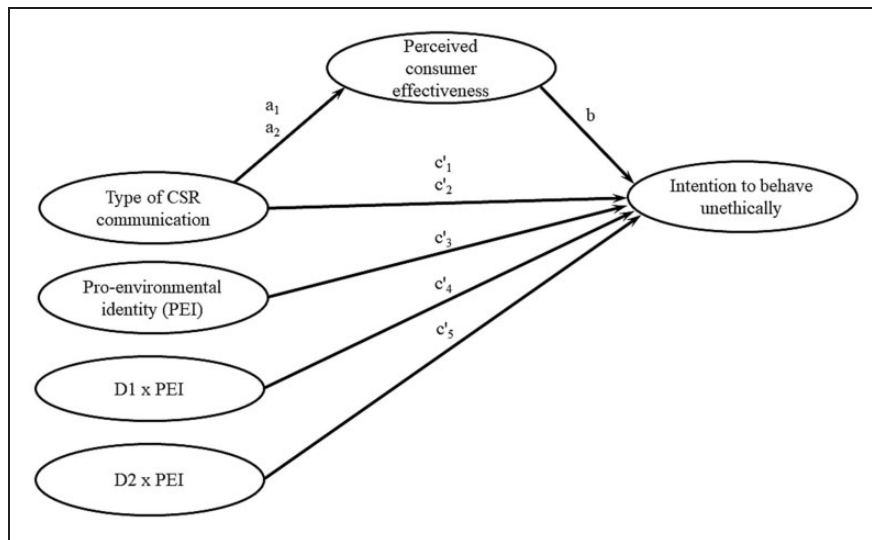 Perceived
consumer
effectiveness
a₁
a₂
b
c'₁
c'₂
Type of CSR
communication
Intention to behave
unethically
c'₃
Pro-environmental
identity (PEI)
c'₄
c'₅
D1 x PEI
D2 x PEI